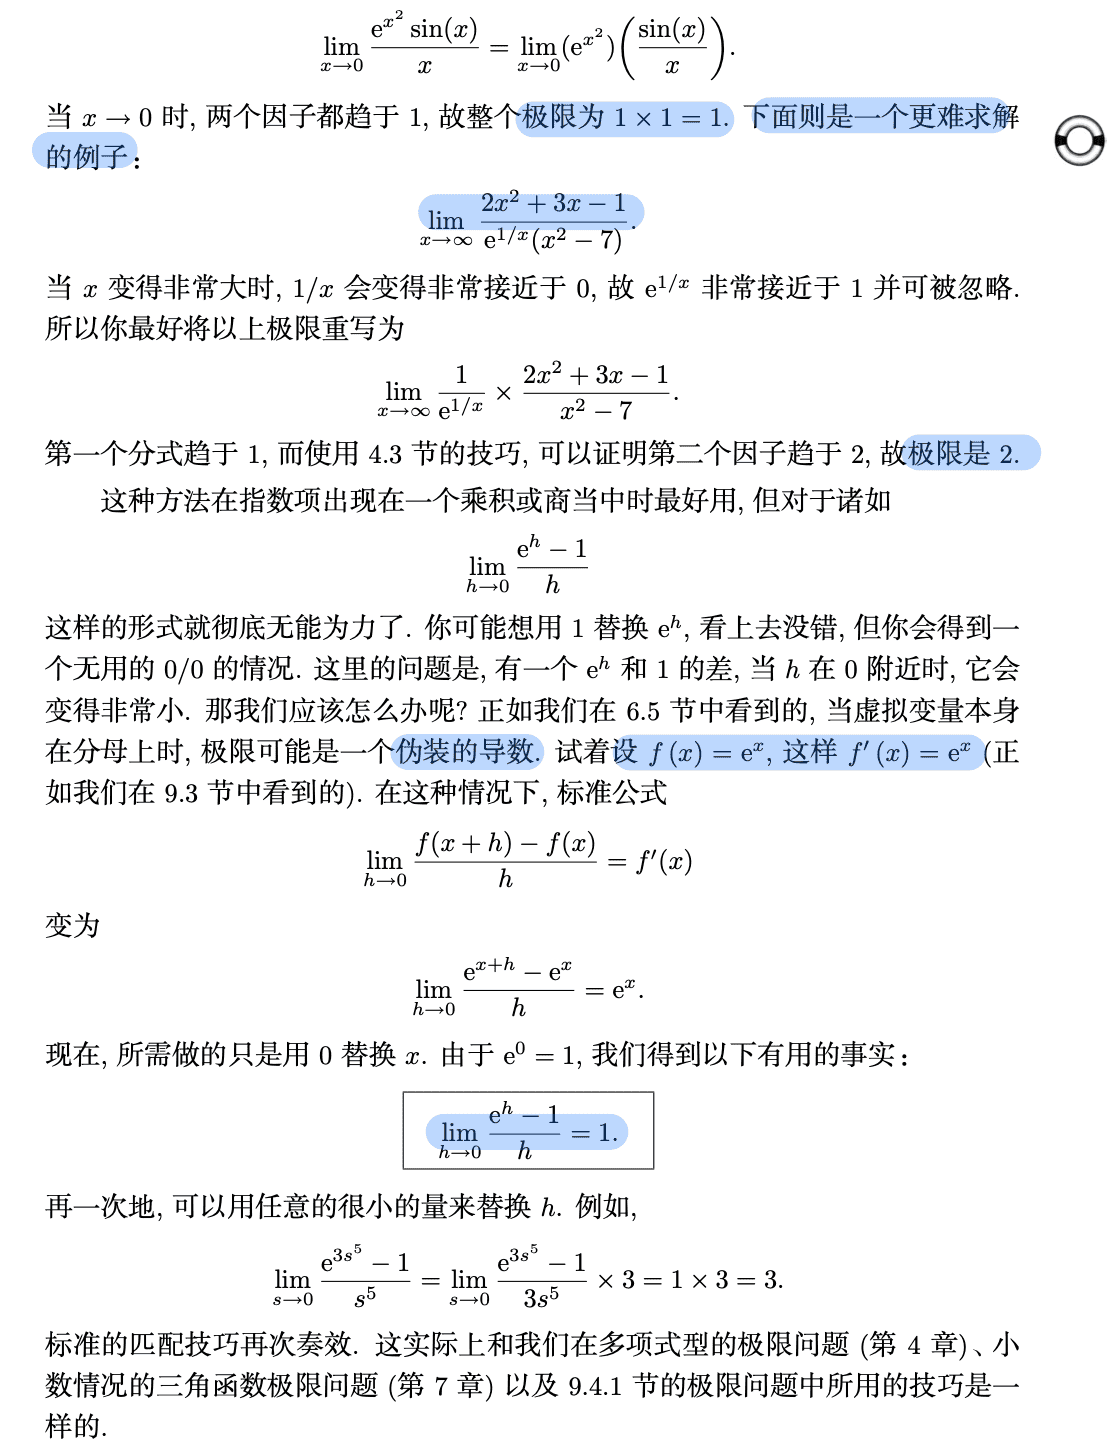 lim_{x→0} \frac{e^{x^2} sin(x)}{x} = lim_{x→0} (e^{x^2}) (\frac{sin(x)}{x}).
当 x → 0 时, 两个因子都趋于 1, 故整个极限为 1 × 1 = 1. 下面则是一个更难求解
的例子:
lim_{x→∞} \frac{2x^2 + 3x − 1}{e^{1/x}(x^2 − 7)}.
当 x 变得非常大时, 1/x 会变得非常接近于 0, 故 e^{1/x} 非常接近于 1 并可被忽略.
所以你最好将以上极限重写为
lim_{x→∞} \frac{1}{e^{1/x}} × \frac{2x^2 + 3x − 1}{x^2 − 7}.
第一个分式趋于 1, 而使用 4.3 节的技巧, 可以证明第二个因子趋于 2, 故极限是 2.
这种方法在指数项出现在一个乘积或商当中时最好用, 但对于诸如
lim_{h→0} \frac{e^h − 1}{h}
这样的形式就彻底无能为力了. 你可能想用 1 替换 e^h, 看上去没错, 但你会得到一
个无用的 0/0 的情况. 这里的问题是, 有一个 e^h 和 1 的差, 当 h 在 0 附近时, 它会
变得非常小. 那我们应该怎么办呢? 正如我们在 6.5 节中看到的, 当虚拟变量本身
在分母上时, 极限可能是一个伪装的导数. 试着设 f (x) = e^x, 这样 f′ (x) = e^x (正
如我们在 9.3 节中看到的). 在这种情况下, 标准公式
lim_{h→0} \frac{f(x + h) − f(x)}{h} = f′(x)
变为
lim_{h→0} \frac{e^{x+h} − e^x}{h} = e^x.
现在, 所需做的只是用 0 替换 x. 由于 e^0 = 1, 我们得到以下有用的事实:
lim_{h→0} \frac{e^h − 1}{h} = 1.
再一次地, 可以用任意的很小的量来替换 h. 例如,
lim_{s→0} \frac{e^{3s^5} − 1}{s^5} = lim_{s→0} \frac{e^{3s^5} − 1}{3s^5} × 3 = 1 × 3 = 3.
标准的匹配技巧再次奏效. 这实际上和我们在多项式型的极限问题 (第 4 章)、小
数情况的三角函数极限问题 (第 7 章) 以及 9.4.1 节的极限问题中所用的技巧是一
样的.